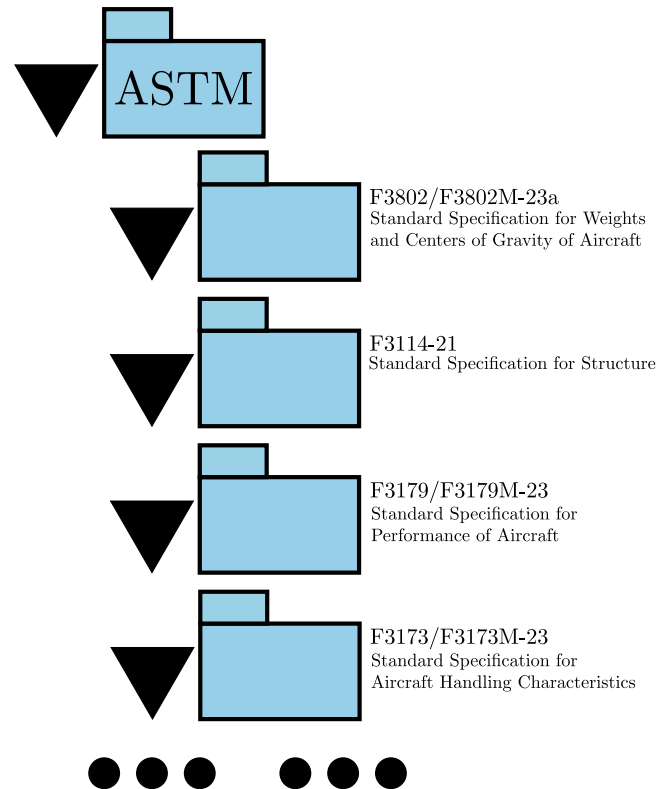 ASTM
F3802/F3802M-23a
Standard Specification for Weights
and Centers of Gravity of Aircraft
F3114-21
Standard Specification for Structure
F3179/F3179M-23
Standard Specification for
Performance of Aircraft
F3173/F3173M-23
Standard Specification for
Aircraft Handling Characteristics